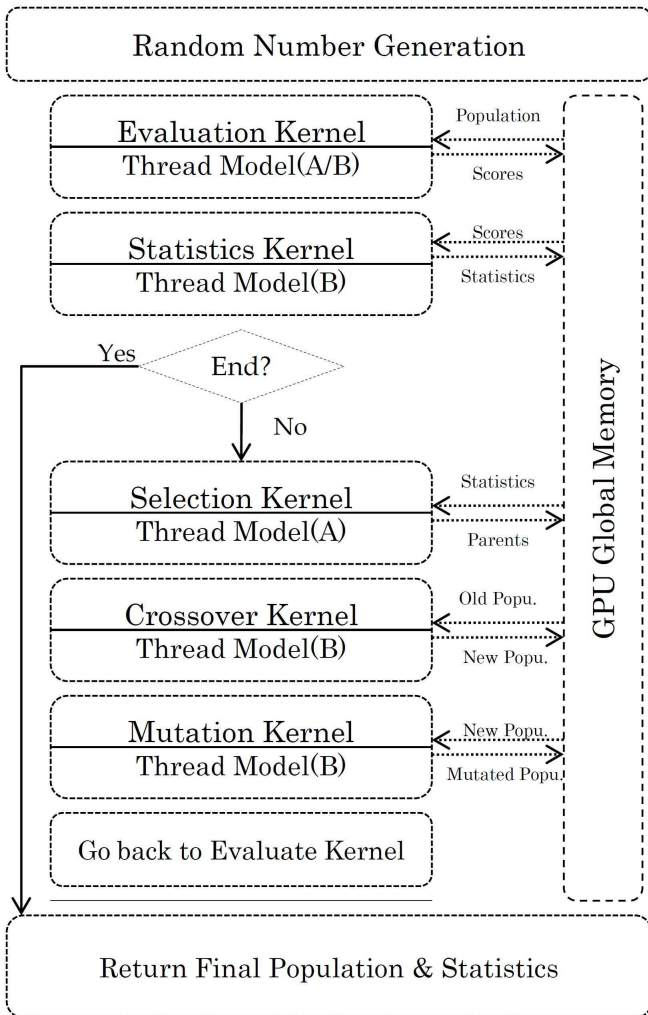 Random Number Generation
Evaluation Kernel
Thread Model(A/B)
Population
Scores
Statistics Kernel
Thread Model(B)
Scores
Statistics
Yes
End?
No
Selection Kernel
Thread Model(A)
Statistics
Parents
Crossover Kernel
Thread Model(B)
Old Popu.
New Popu.
Mutation Kernel
Thread Model(B)
New Popu.
Mutated Popu.
Go back to Evaluate Kernel
GPU Global Memory
Return Final Population & Statistics